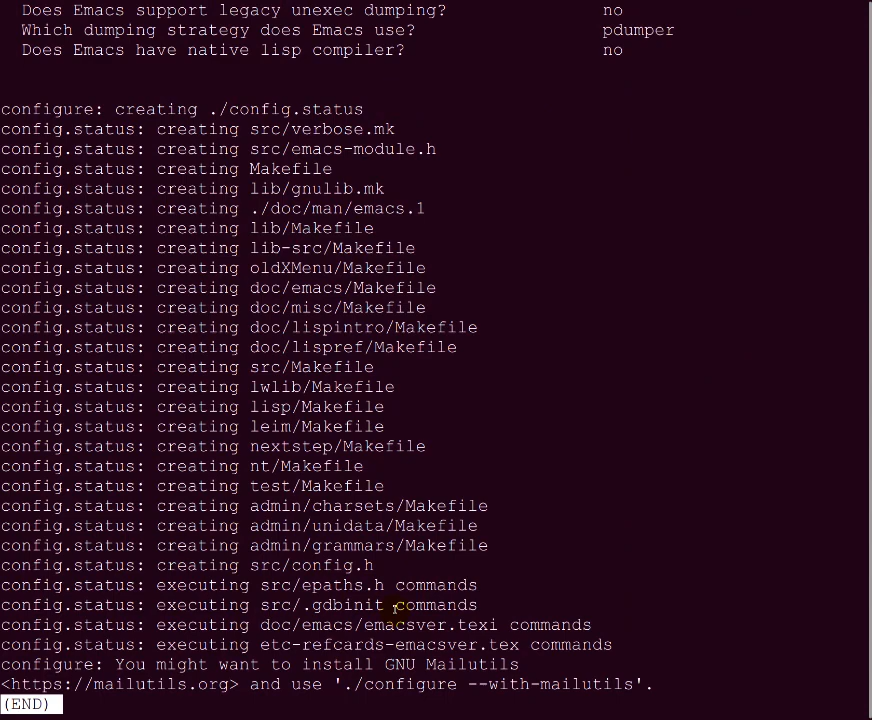 Does Emacs support legacy unexec dumping? no
Which dumping strategy does Emacs use? pdumper
Does Emacs have native lisp compiler? no
configure: creating ./config.status
config.status: creating src/verbose.mk
config.status: creating src/emacs-module.h
config.status: creating Makefile
config.status: creating lib/gnulib.mk
config.status: creating ./doc/man/emacs.1
config.status: creating lib/Makefile
config.status: creating lib-src/Makefile
config.status: creating oldXMenu/Makefile
config.status: creating doc/emacs/Makefile
config.status: creating doc/misc/Makefile
config.status: creating doc/lispintro/Makefile
config.status: creating doc/lispref/Makefile
config.status: creating src/Makefile
config.status: creating lwlib/Makefile
config.status: creating lisp/Makefile
config.status: creating leim/Makefile
config.status: creating nextstep/Makefile
config.status: creating nt/Makefile
config.status: creating test/Makefile
config.status: creating admin/charsets/Makefile
config.status: creating admin/unidata/Makefile
config.status: creating admin/grammars/Makefile
config.status: creating src/config.h
config.status: executing src/epaths.h commands
config.status: executing src/.gdbinit commands
config.status: executing doc/emacs/emacsver.texi commands
config.status: executing etc-refcards-emacsver.tex commands
configure: You might want to install GNU Mailutils
<https://mailutils.org> and use './configure --with-mailutils'.
(END)